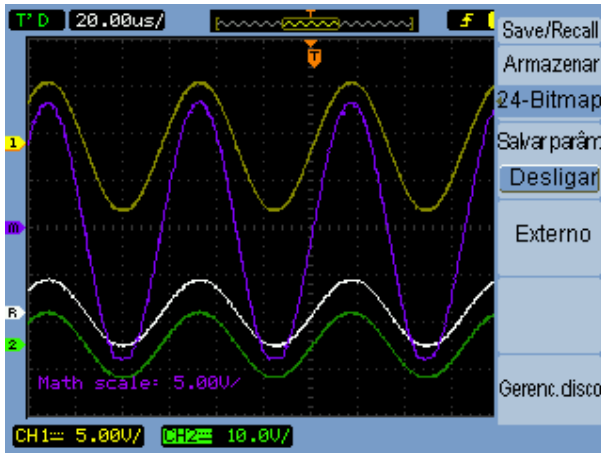 T'D 20.00us/ T f
Save/Recall
T
Armazenar
24-Bitmap
1
Salvar parâm
Desligar
m
Externo
R
2
Math scale: 5.00V/
Gerenc.disco
CH1 5.00V/ CH2 10.0V/